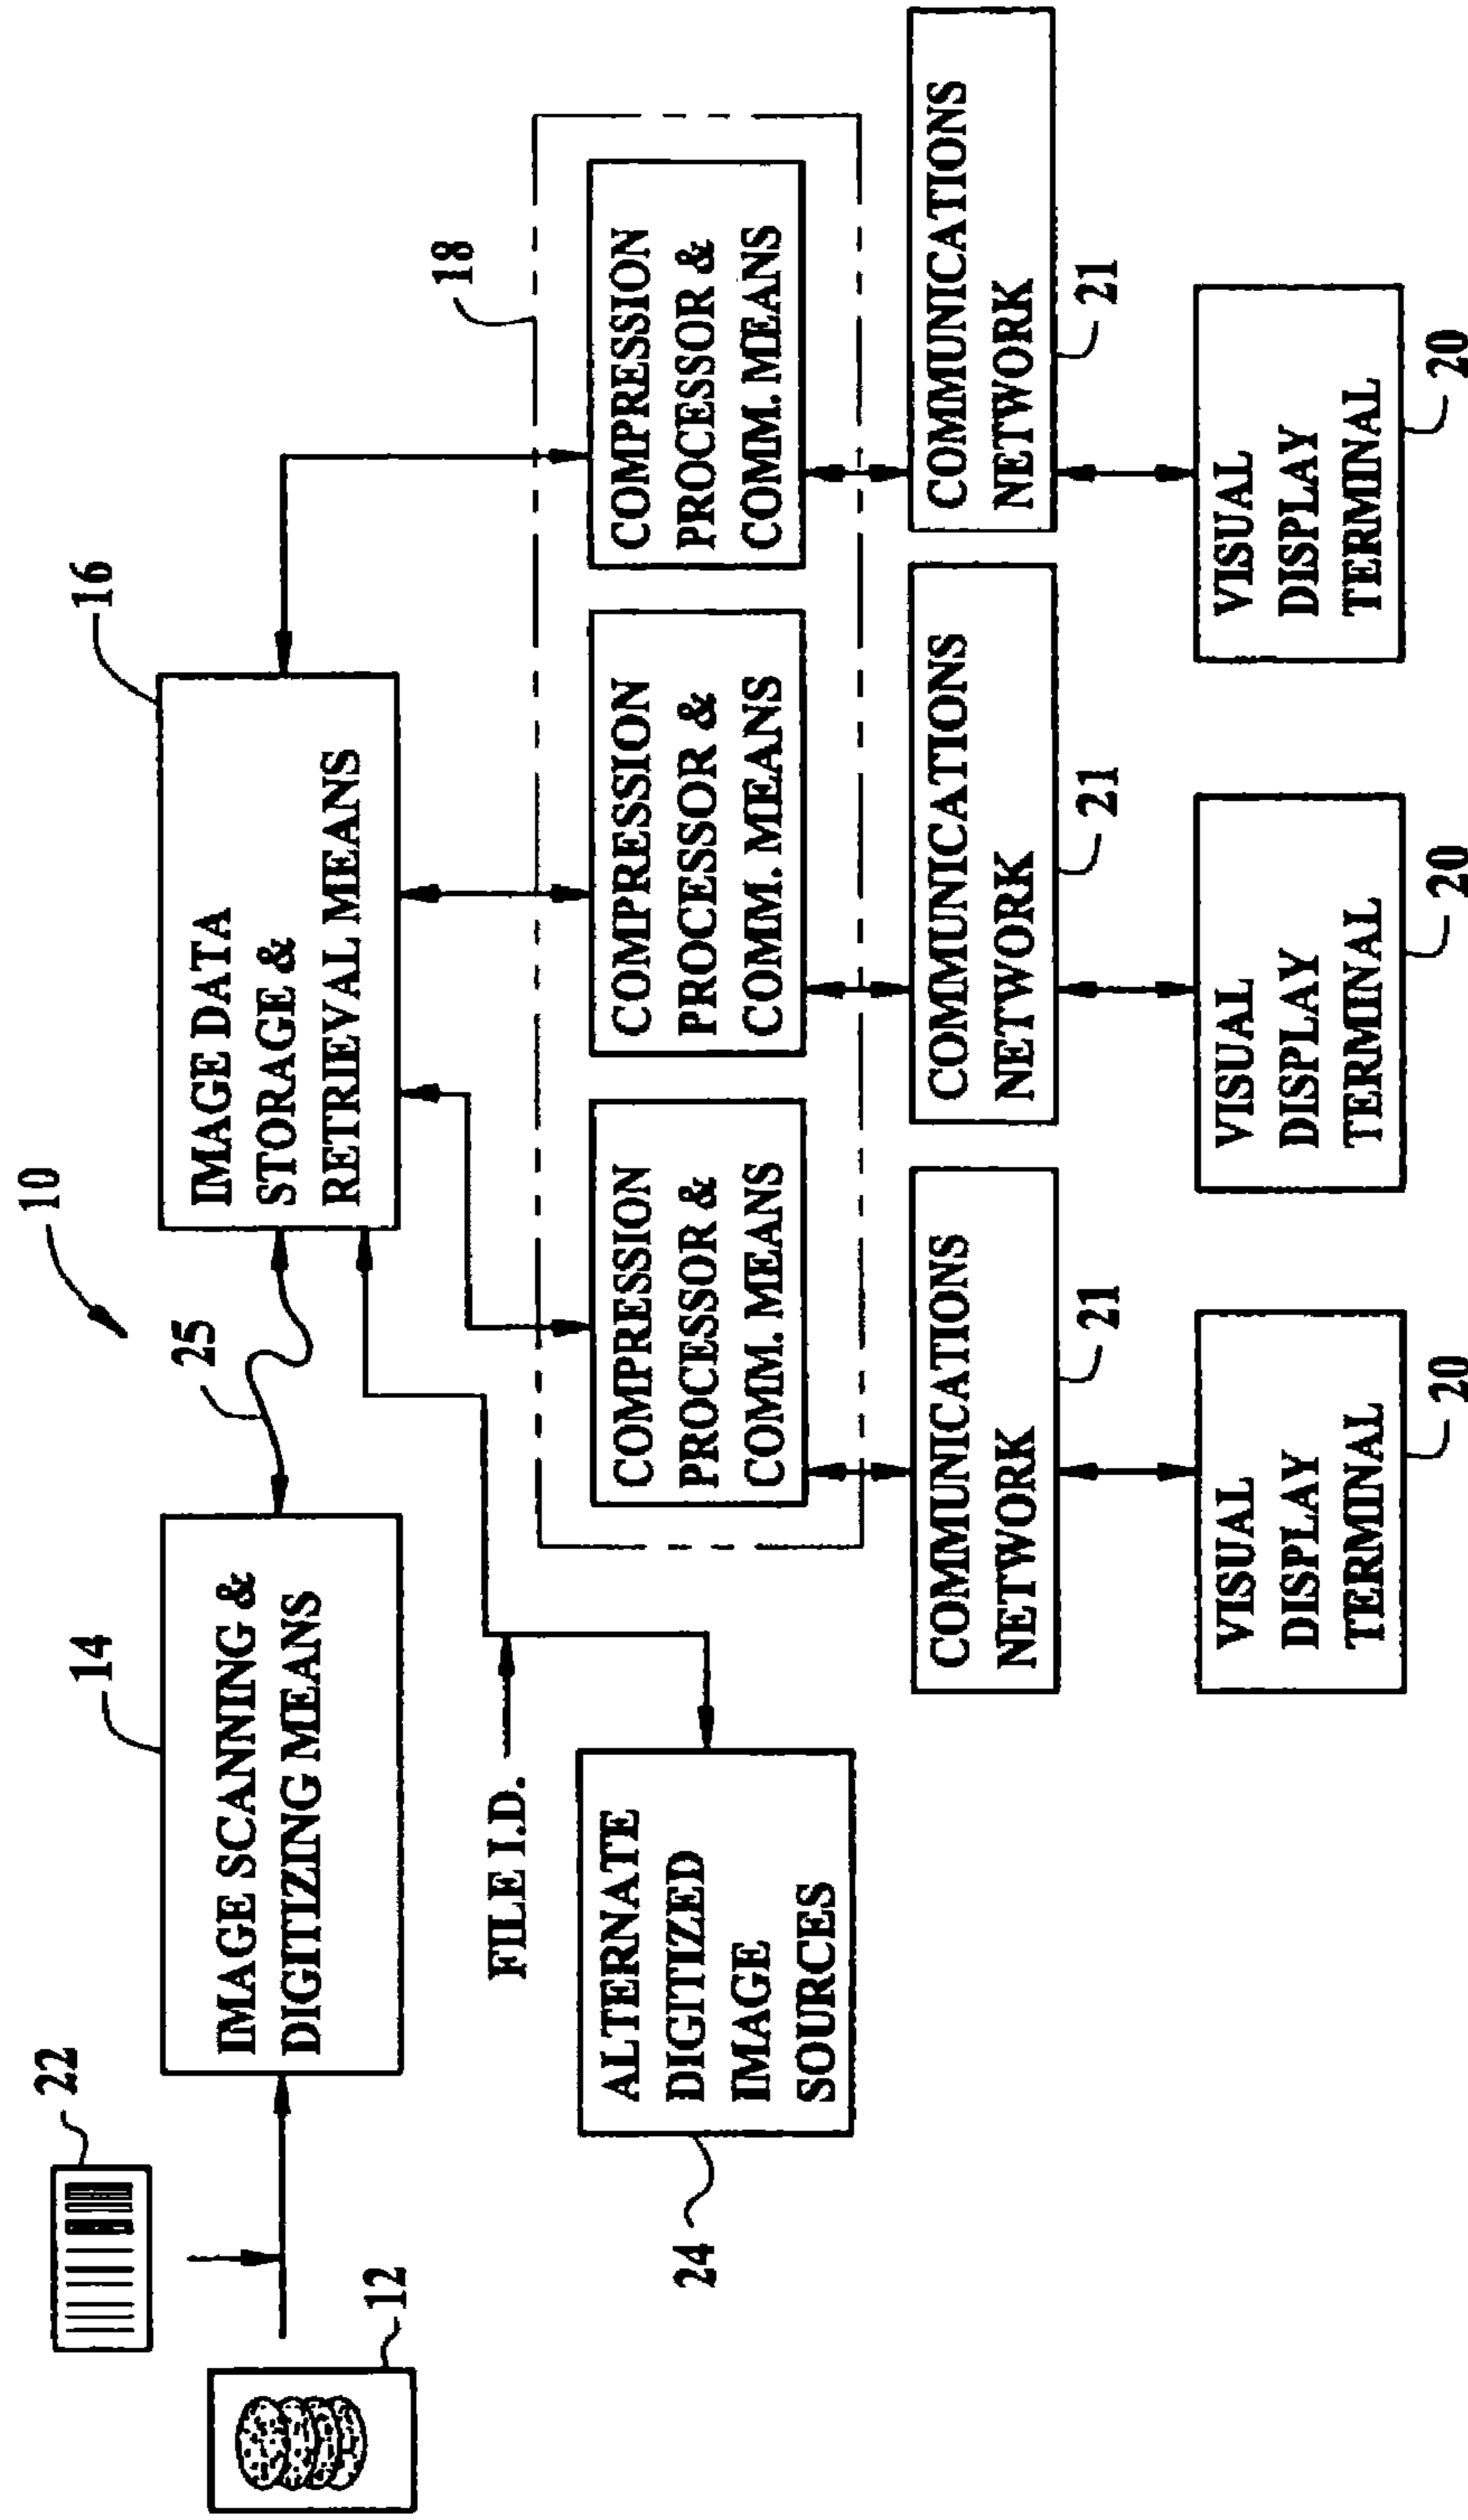 10
22
14
16
25
12
18
IMAGE SCANNING &
DIGITIZING MEANS
IMAGE DATA
STORAGE &
RETRIEVAL MEANS
FILE I.D.
24
ALTERNATE
DIGITIZED
IMAGE
SOURCES
COMPRESSION
PROCESSOR &
COMM. MEANS
COMPRESSION
PROCESSOR &
COMM. MEANS
COMPRESSION
PROCESSOR &
COMM. MEANS
COMMUNICATIONS
NETWORK
21
COMMUNICATIONS
NETWORK
21
COMMUNICATIONS
NETWORK
21
VISUAL
DISPLAY
TERMINAL
20
VISUAL
DISPLAY
TERMINAL
20
VISUAL
DISPLAY
TERMINAL
20